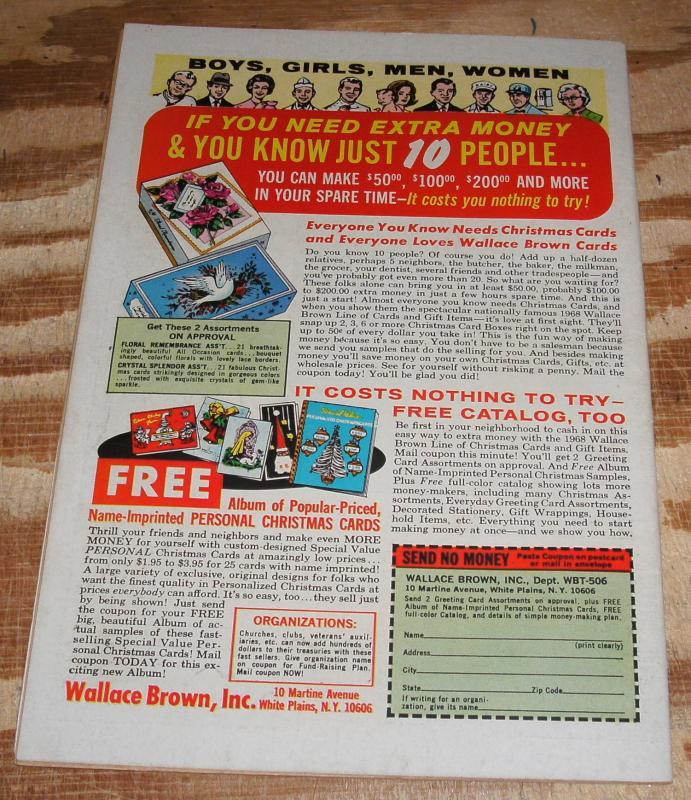 BOYS, GIRLS, MEN, WOMEN
IF YOU NEED EXTRA MONEY
& YOU KNOW JUST 10 PEOPLE...
YOU CAN MAKE $50.00, $100.00, $200.00 AND MORE
IN YOUR SPARE TIME—It costs you nothing to try!
Everyone You Know Needs Christmas Cards
and Everyone Loves Wallace Brown Cards
Do you know 10 people? Of course you do! Add up a half-dozen
relatives, perhaps 5 neighbors, the butcher, the baker, the milkman,
the grocer, your dentist, several friends and other tradespeople—and
you've probably got even more than 20. So what are you waiting for?
These folks alone can bring you in at least $50.00, probably $100.00
to $200.00 extra money in just a few hours spare time. And this is
just a start! Almost everyone you know needs Christmas Cards, and
when you show them the spectacular nationally famous 1968 Wallace
Brown Line of Cards and Gift Items—it's love at first sight. They'll
snap up 2, 3, 6 or more Christmas Card Boxes right on the spot. Keep
up to 50¢ of every dollar you take in! This is the fun way of making
money because it's so easy. You don't have to be a salesman because
we send you samples that do the selling for you. And besides making
money you'll save money on your own Christmas Cards, Gifts, etc. at
wholesale prices. See for yourself without risking a penny. Mail the
coupon today! You'll be glad you did!
Get These 2 Assortments
ON APPROVAL
FLORAL REMEMBRANCE ASS'T...21 breathtak-
ingly beautiful All Occasion cards...bouquet
shaped, colorful florals with lovely lace borders.
CRYSTAL SPLENDOR ASS'T...21 fabulous Christ-
mas cards strikingly designed in gorgeous colors
...frosted with exquisite crystals of gem-like
sparkle.
IT COSTS NOTHING TO TRY—
FREE CATALOG, TOO
Be first in your neighborhood to cash in on this
easy way to extra money with the 1968 Wallace
Brown Line of Christmas Cards and Gift Items.
Mail coupon this minute! You'll get 2 Greeting
Card Assortments on approval. And Free Album
of Name-Imprinted Personal Christmas Samples.
Plus Free full-color catalog showing lots more
money-makers, including many Christmas As-
sortments, Everyday Greeting Card Assortments,
Decorated Stationery, Gift Wrappings, House-
hold Items, etc. Everything you need to start
making money at once—and we show you how.
FREE
Album of Popular-Priced,
Name-Imprinted PERSONAL CHRISTMAS CARDS
Thrill your friends and neighbors and make even MORE
MONEY for yourself with custom-designed Special Value
PERSONAL Christmas Cards at amazingly low prices...
from only $1.95 to $3.95 for 25 cards with name imprinted!
A large variety of exclusive, original designs for folks who
want the finest quality in Personalized Christmas Cards at
prices everybody can afford. It's so easy, too...they sell just
by being shown! Just send
the coupon for your FREE
big, beautiful Album of ac-
tual samples of these fast-
selling Special Value Per-
sonal Christmas Cards! Mail
coupon TODAY for this ex-
citing new Album!
ORGANIZATIONS:
Churches, clubs, veterans' auxil-
iaries, etc. can now add hundreds of
dollars to their treasuries with these
fast sellers. Give organization name
on coupon for Fund-Raising Plan.
Mail coupon NOW!
Wallace Brown, Inc.
10 Martine Avenue
White Plains, N.Y. 10606
SEND NO MONEY
Paste Coupon on postcard
or mail in envelope
WALLACE BROWN, INC., Dept. WBT-506
10 Martine Avenue, White Plains, N.Y. 10606
Send 2 Greeting Card Assortments on approval, plus FREE
Album of Name-Imprinted Personal Christmas Cards, FREE
full-color Catalog, and details of simple money-making plan.
Name
(print clearly)
Address
City
State Zip Code
If writing for an organi-
zation, give its name